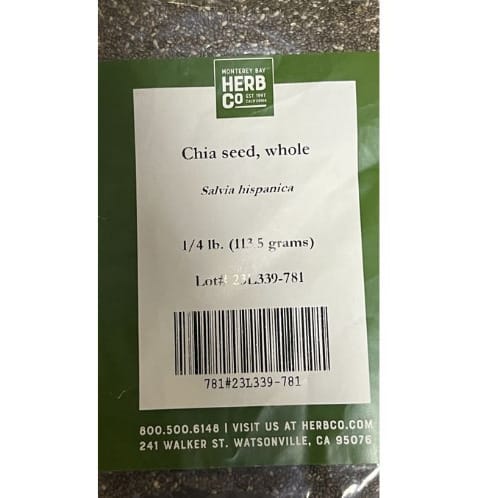 MONTEREY BAY
HERB
CO EST 1987
CALIFORNIA
Chia seed, whole
Salvia hispanica
1/4 lb. (113.5 grams)
Lot# 23L339-781
781#23L339-781
800.500.6148 | VISIT US AT HERBCO.COM
241 WALKER ST. WATSONVILLE, CA 95076